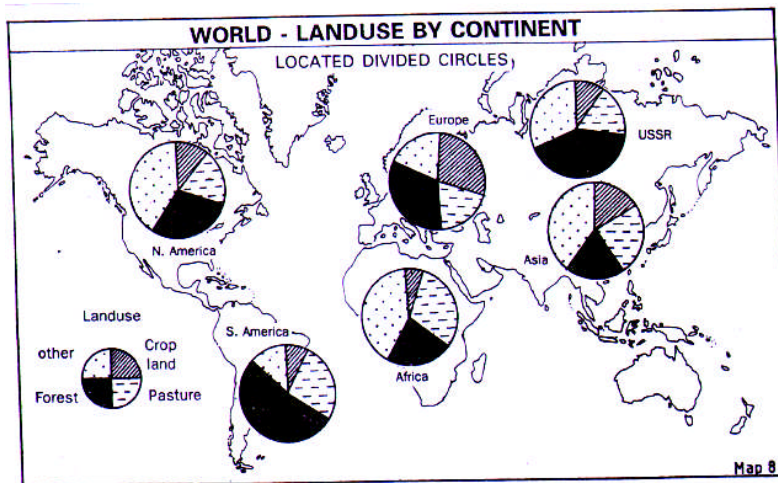 WORLD - LANDUSE BY CONTINENT
LOCATED DIVIDED CIRCLES
Europe
USSR
N. America
Asia
Landuse
S. America
other
Crop
land
Africa
Forest
Pasture
Map 8